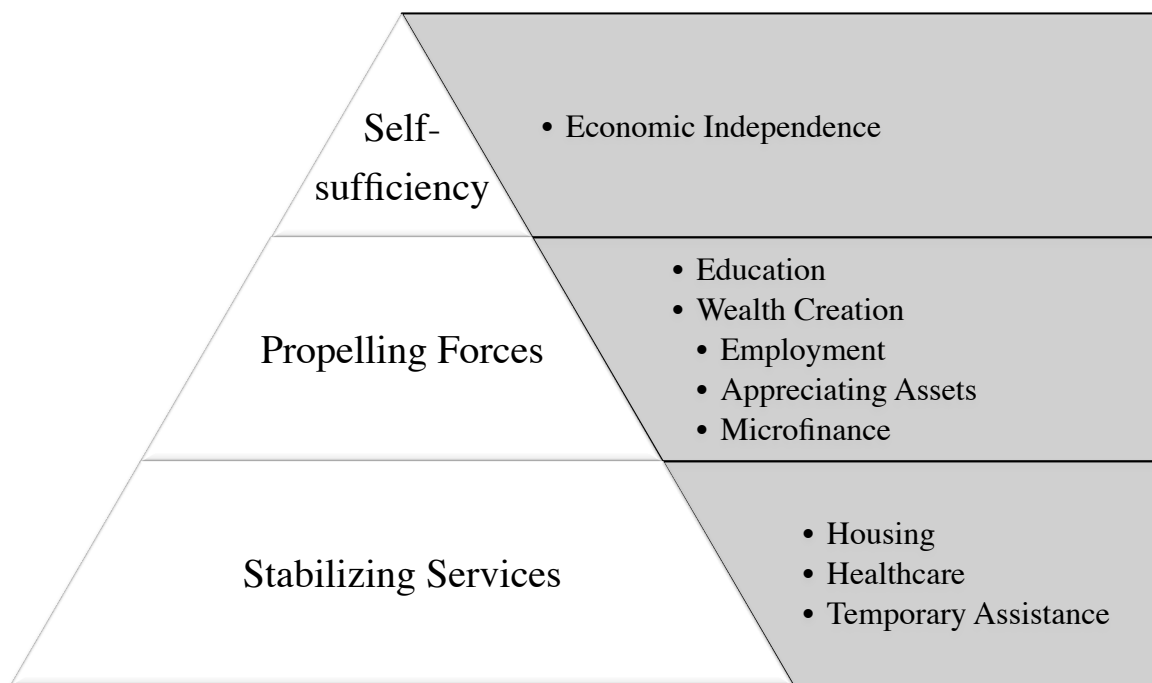 Self-
sufficiency
• Economic Independence
Propelling Forces
• Education
• Wealth Creation
• Employment
• Appreciating Assets
• Microfinance
Stabilizing Services
• Housing
• Healthcare
• Temporary Assistance